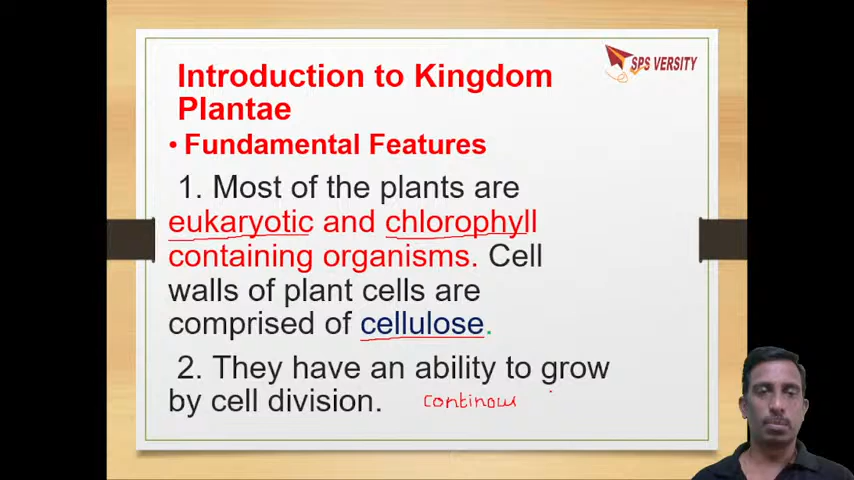 SPS VERSITY
Introduction to Kingdom
Plantae
• Fundamental Features
1. Most of the plants are
eukaryotic and chlorophyll
containing organisms. Cell
walls of plant cells are
comprised of cellulose.
2. They have an ability to grow
by cell division. continow